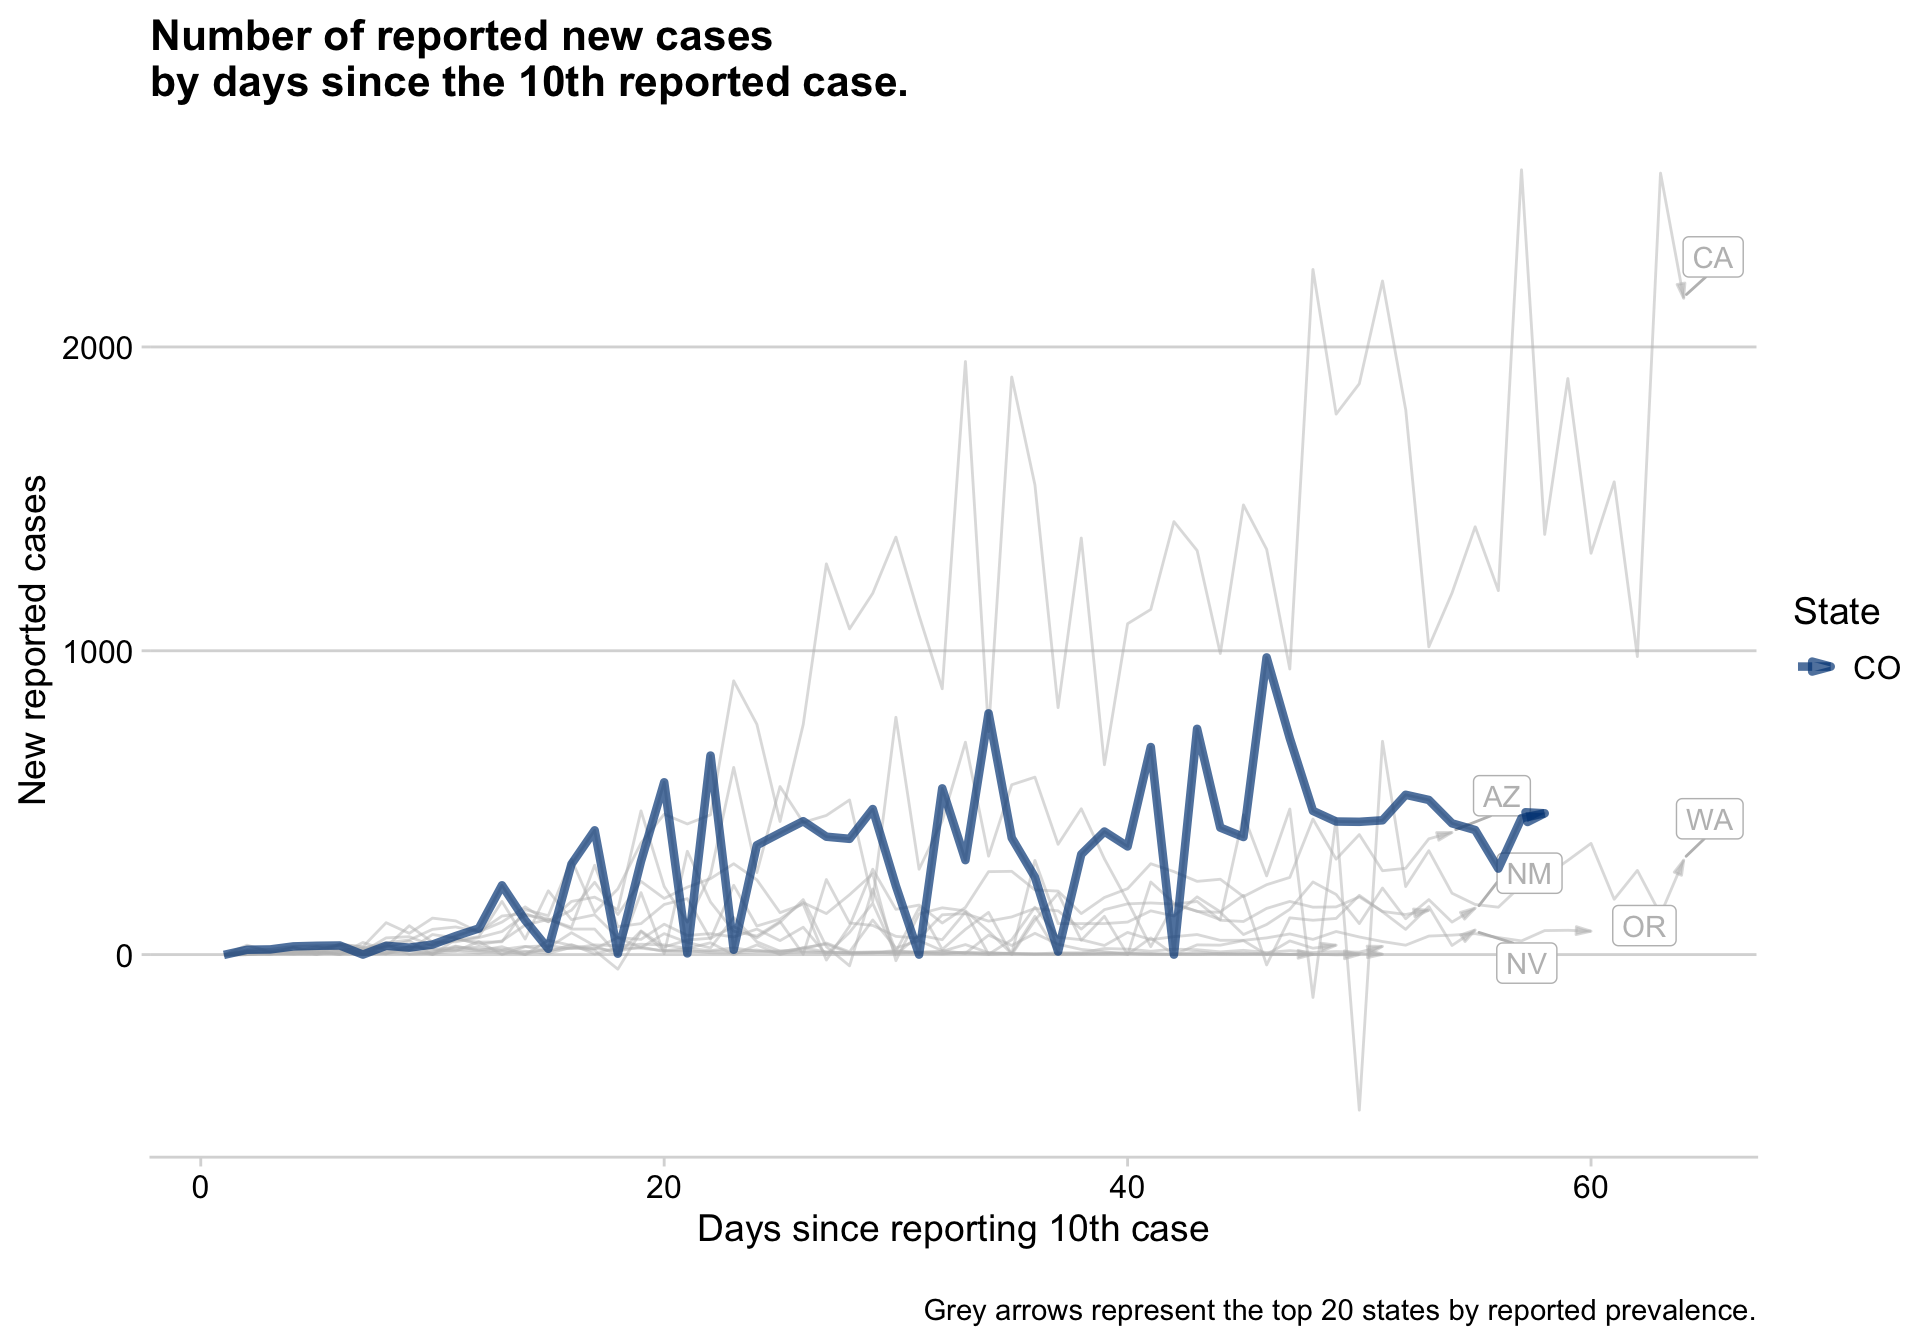 Number of reported new cases
by days since the 10th reported case.
New reported cases
2000
1000
0
CA
AZ
WA
NM
OR
NV
State
CO
0
20
40
60
Days since reporting 10th case
Grey arrows represent the top 20 states by reported prevalence.